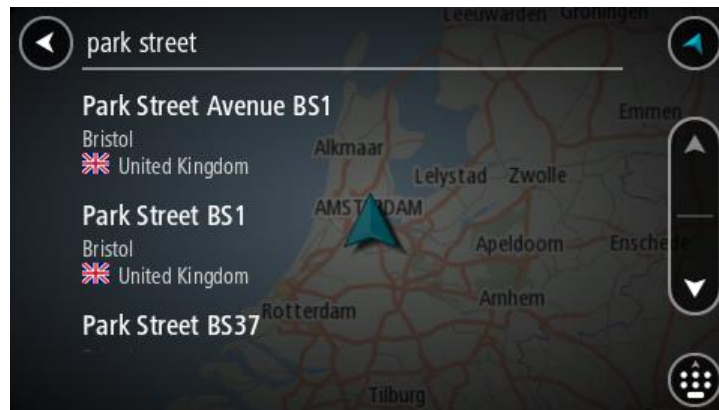 Leeuwarden Groningen
park street
Park Street Avenue BS1
Bristol
United Kingdom
Emmen
Alkmaar
Lelystad Zwolle
Park Street BS1
AMSTERDAM
Bristol
Apeldoorn Enschede
United Kingdom
Arnhem
Rotterdam
Park Street BS37
Tilburg